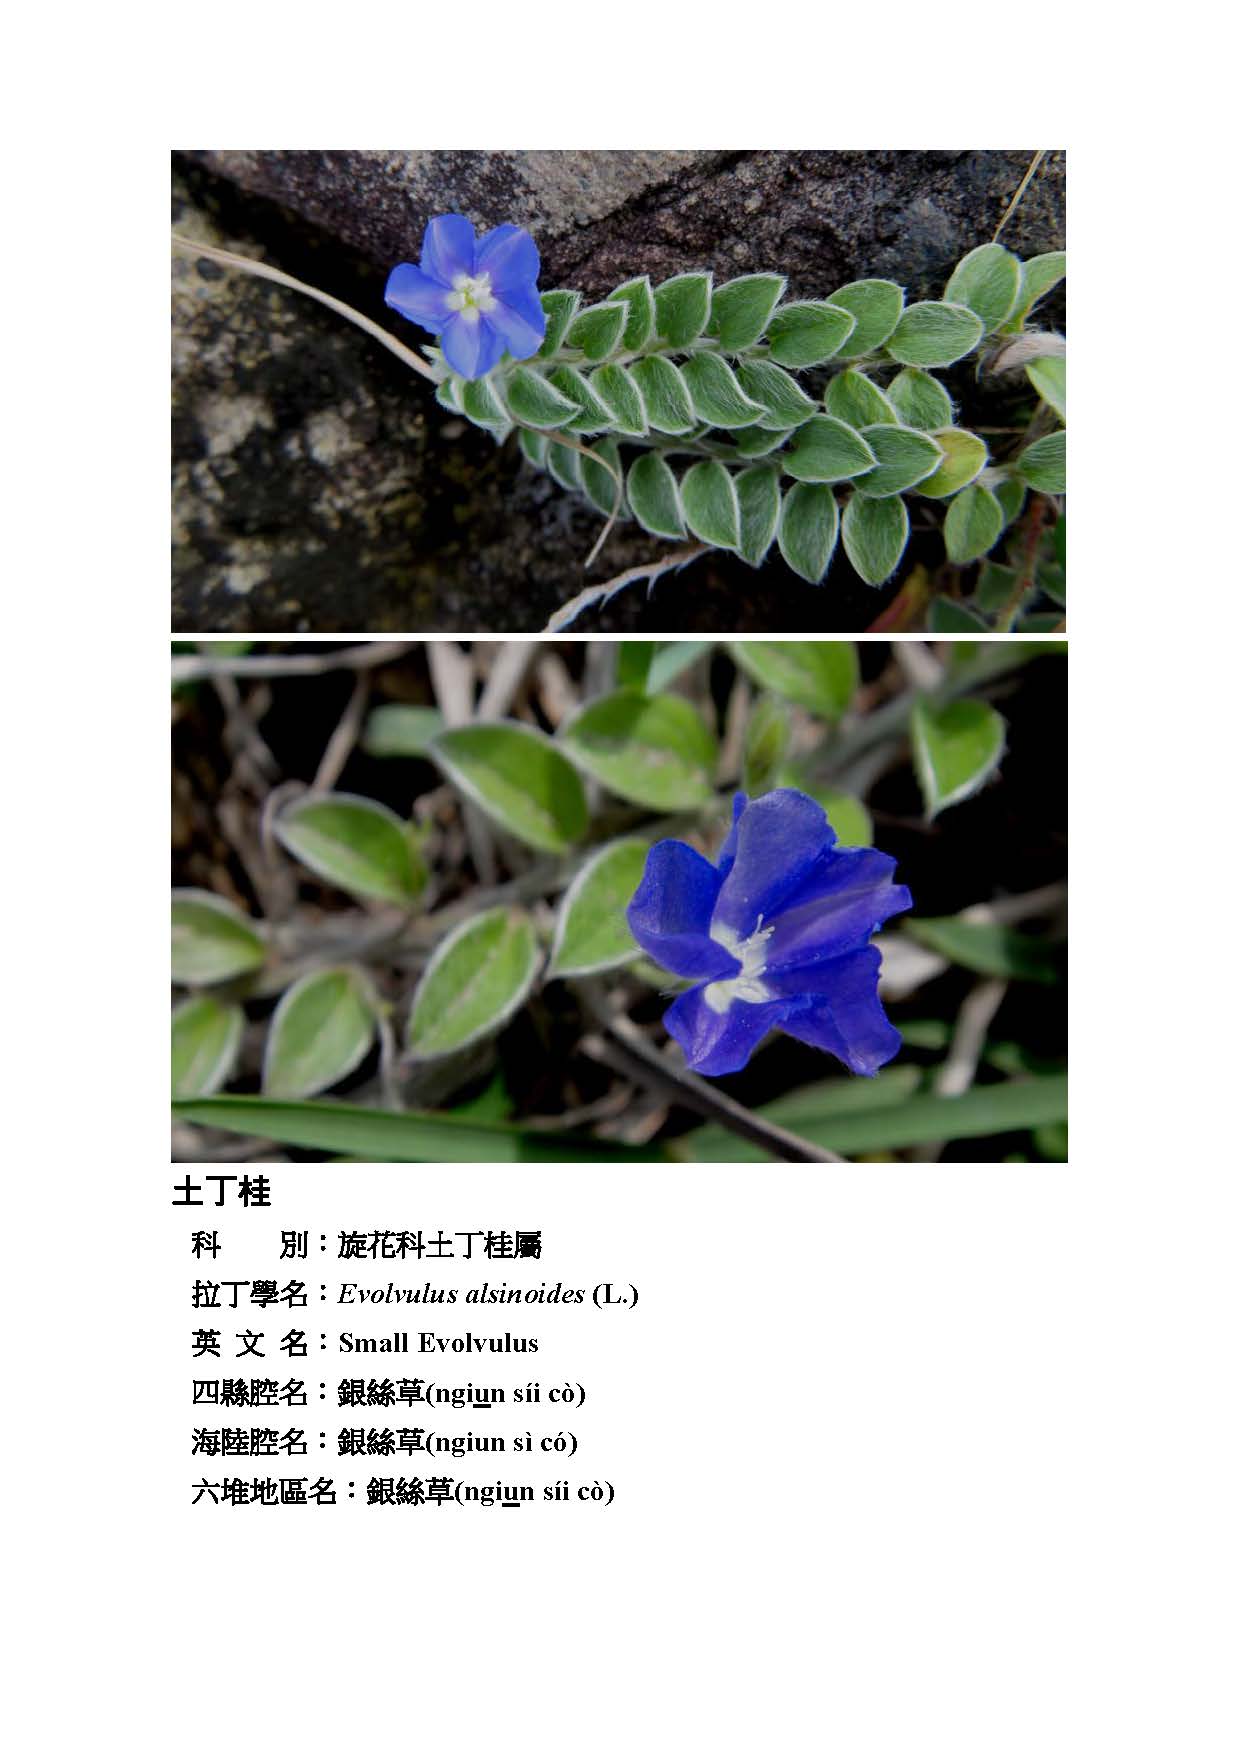 土丁桂
科　　別：旋花科土丁桂屬
拉丁學名：Evolvulus alsinoides (L.)
英 文 名：Small Evolvulus
四縣腔名：銀絲草(ngiun síi cò)
海陸腔名：銀絲草(ngiun sì có)
六堆地區名：銀絲草(ngiun síi cò)